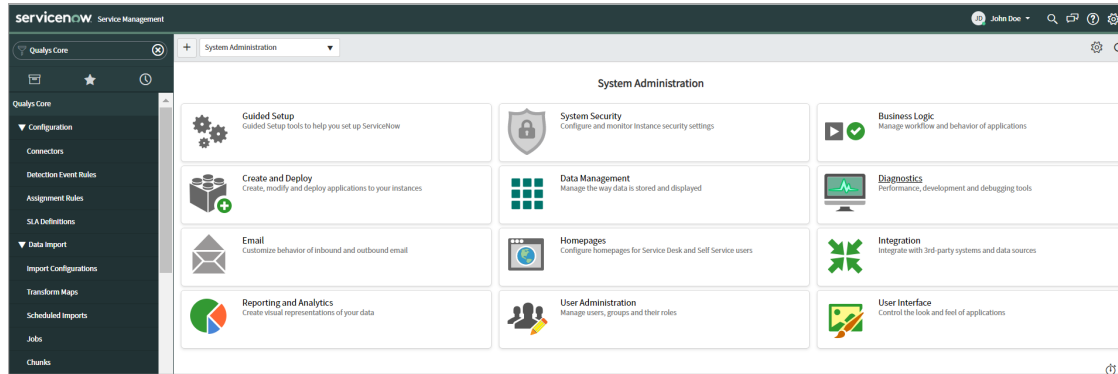 servicenow Service Management
JD John Doe
Qualys Core
System Administration
System Administration
Qualys Core
Configuration
Connectors
Detection Event Rules
Assignment Rules
SLA Definitions
Data Import
Import Configurations
Transform Maps
Scheduled Imports
Jobs
Chunks
Guided Setup
Guided Setup tools to help you set up ServiceNow
System Security
Configure and monitor instance security settings
Business Logic
Manage workflow and behavior of applications
Create and Deploy
Create, modify and deploy applications to your instances
Data Management
Manage the way data is stored and displayed
Diagnostics
Performance, development and debugging tools
Email
Customize behavior of inbound and outbound email
Homepages
Configure homepages for Service Desk and Self Service users
Integration
Integrate with 3rd-party systems and data sources
Reporting and Analytics
Create visual representations of your data
User Administration
Manage users, groups and their roles
User Interface
Control the look and feel of applications